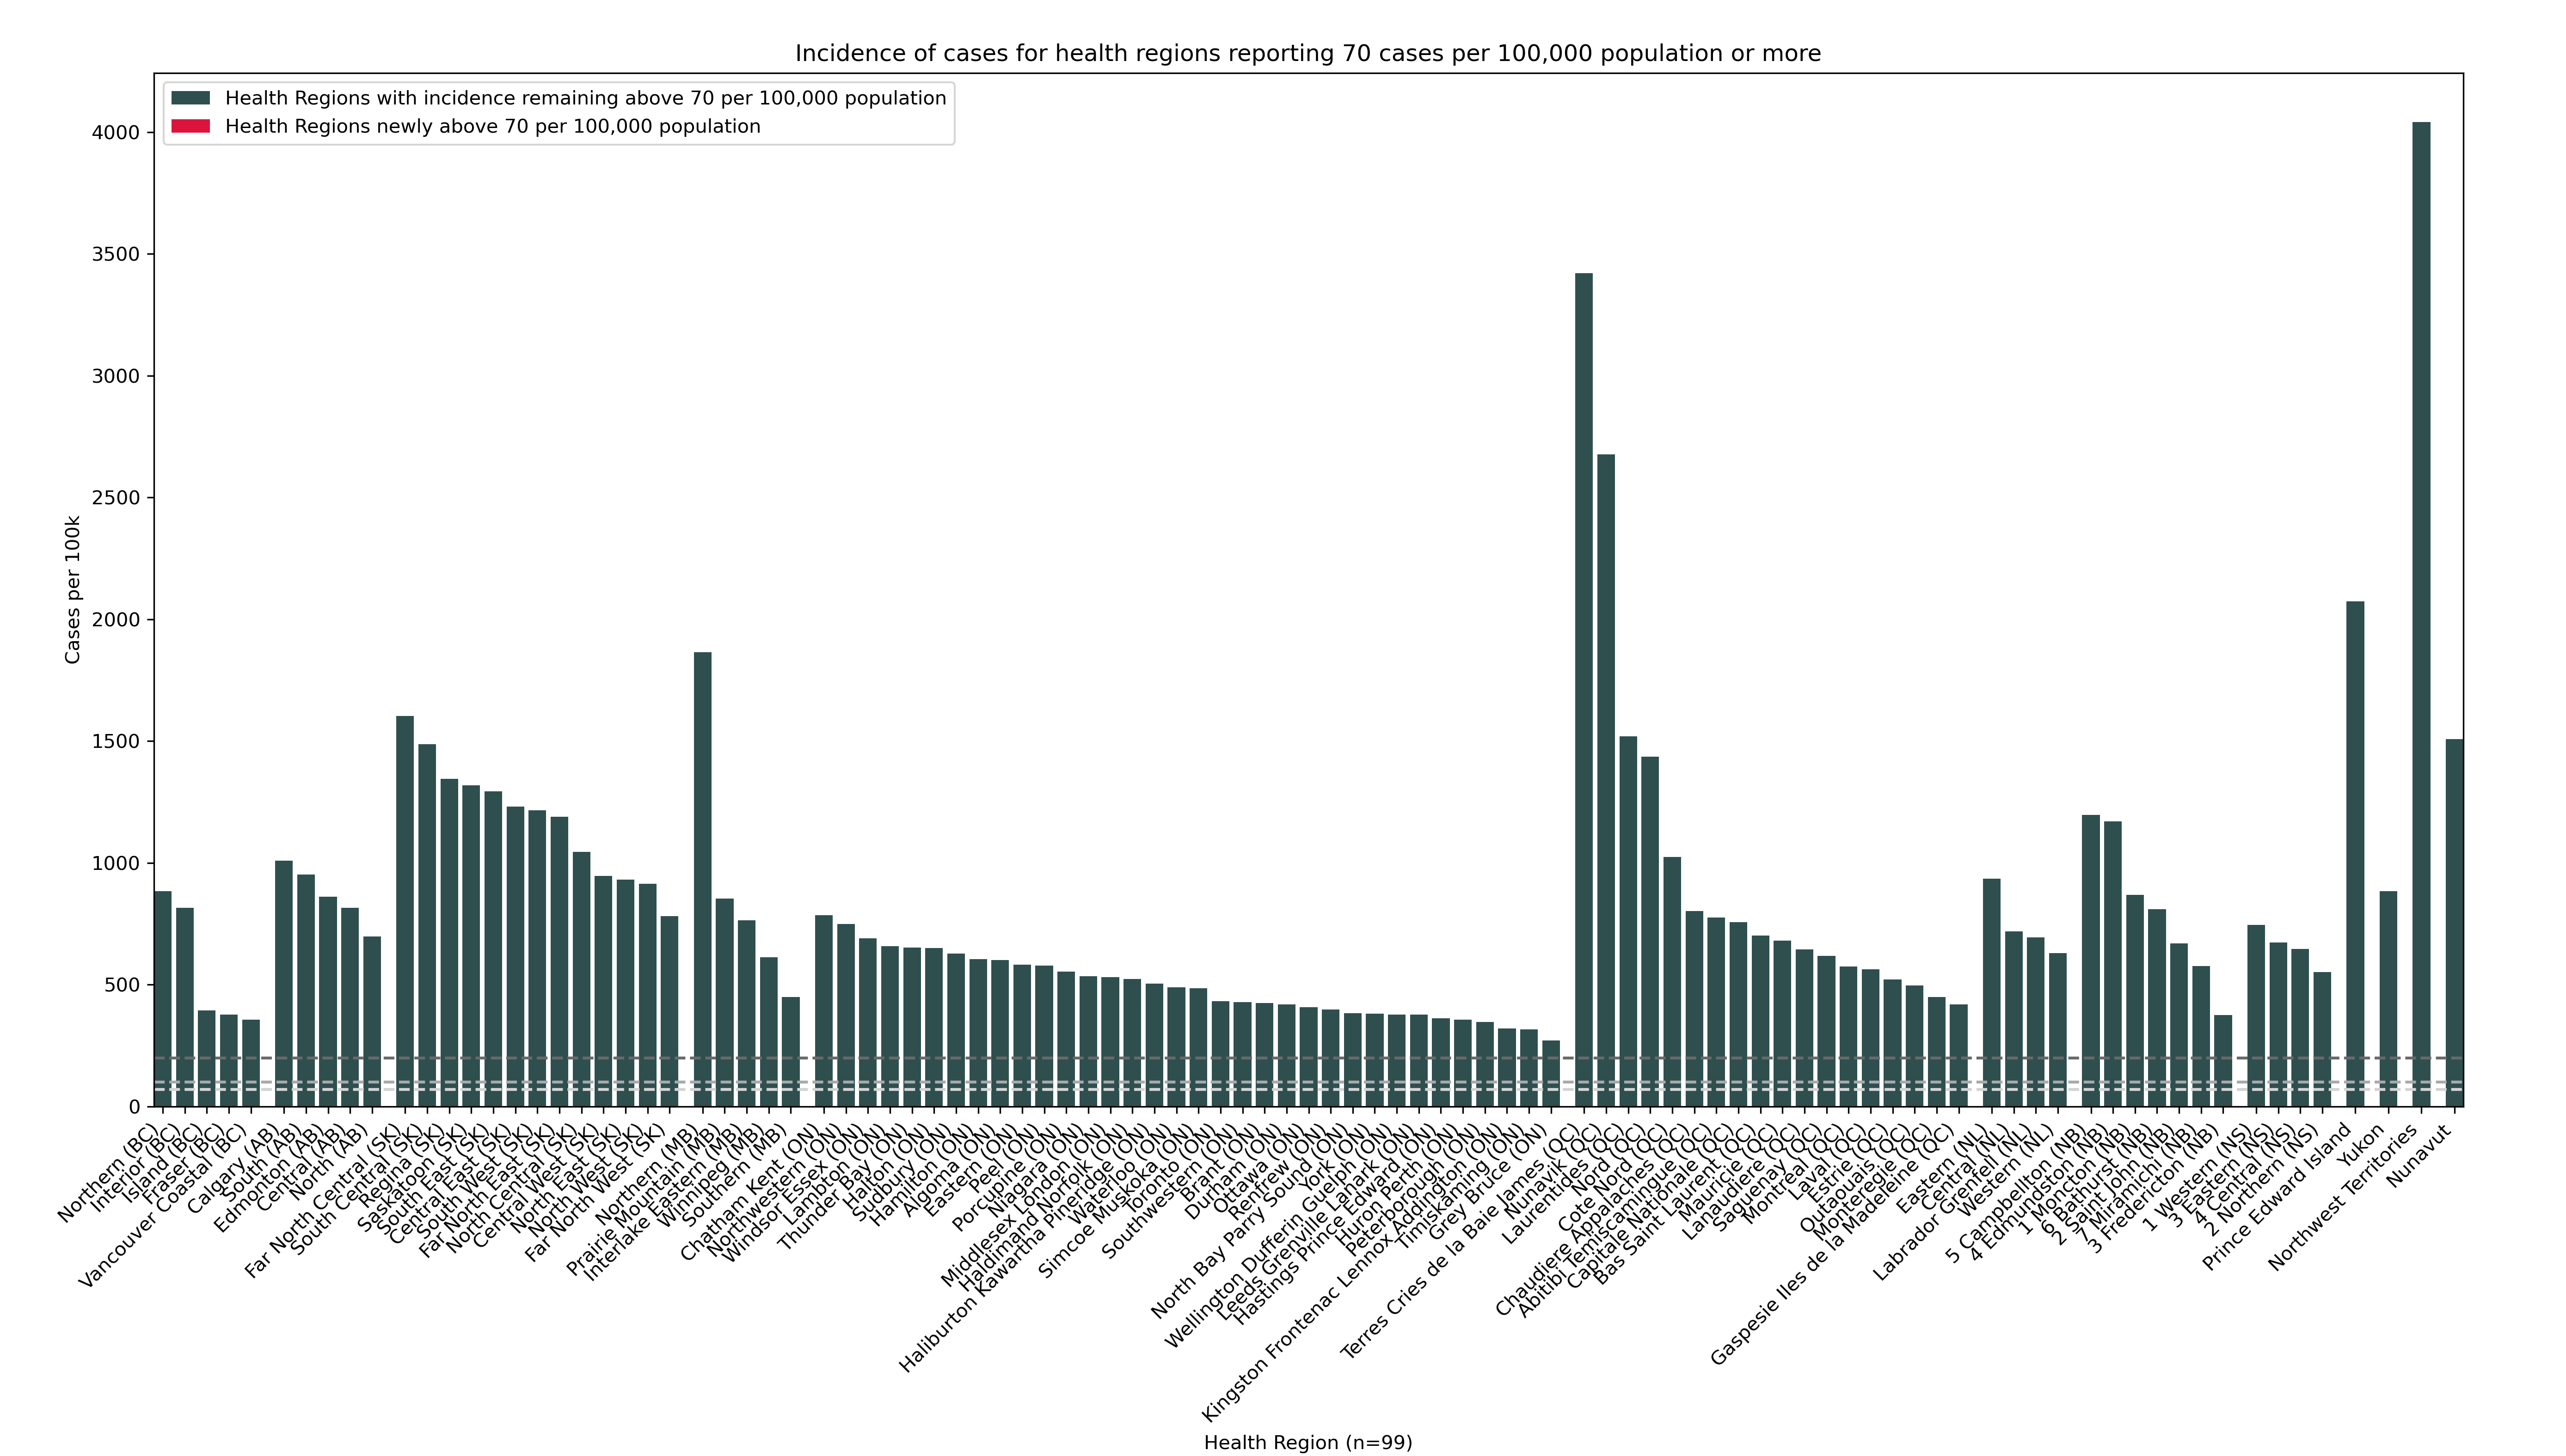 Incidence of cases for health regions reporting 70 cases per 100,000 population or more
Health Regions with incidence remaining above 70 per 100,000 population
Health Regions newly above 70 per 100,000 population
Cases per 100k
4000
3500
3000
2500
2000
1500
1000
500
0
Northern (BC)
Interior (BC)
Island (BC)
Fraser (BC)
Vancouver Coastal (BC)
Calgary (AB)
South (AB)
Edmonton (AB)
Central (AB)
North (AB)
Far North Central (SK)
South Central (SK)
Regina (SK)
Saskatoon (SK)
South East (SK)
Central East (SK)
South West (SK)
Far North East (SK)
North Central (SK)
Central West (SK)
North East (SK)
North West (SK)
Far North West (SK)
Northern (MB)
Prairie Mountain (MB)
Interlake Eastern (MB)
Winnipeg (MB)
Southern (MB)
Chatham Kent (ON)
Northwestern (ON)
Windsor Essex (ON)
Lambton (ON)
Thunder Bay (ON)
Halton (ON)
Sudbury (ON)
Hamilton (ON)
Algoma (ON)
Eastern (ON)
Peel (ON)
Porcupine (ON)
Niagara (ON)
Middlesex London (ON)
Haldimand Norfolk (ON)
Haliburton Kawartha Pineridge (ON)
Waterloo (ON)
Simcoe Muskoka (ON)
Toronto (ON)
Southwestern (ON)
Brant (ON)
Durham (ON)
Ottawa (ON)
Renfrew (ON)
North Bay Parry Sound (ON)
York (ON)
Wellington Dufferin Guelph (ON)
Leeds Grenville Lanark (ON)
Hastings Prince Edward (ON)
Huron Perth (ON)
Peterborough (ON)
Kingston Frontenac Lennox Addington (ON)
Timiskaming (ON)
Grey Bruce (ON)
Terres Cries de la Baie James (QC)
Nunavik (QC)
Laurentides (QC)
Nord (QC)
Cote Nord (QC)
Chaudiere Appalaches (QC)
Abitibi Temiscamingue (QC)
Capitale Nationale (QC)
Bas Saint Laurent (QC)
Mauricie (QC)
Lanaudiere (QC)
Saguenay (QC)
Montreal (QC)
Laval (QC)
Estrie (QC)
Outaouais (QC)
Monteregie (QC)
Gaspesie Iles de la Madeleine (QC)
Eastern (NL)
Central (NL)
Labrador Grenfell (NL)
Western (NL)
5 Campbellton (NB)
4 Edmundston (NB)
1 Moncton (NB)
6 Bathurst (NB)
2 Saint John (NB)
7 Miramichi (NB)
3 Fredericton (NB)
1 Western (NS)
3 Eastern (NS)
4 Central (NS)
2 Northern (NS)
Prince Edward Island
Yukon
Northwest Territories
Nunavut
Health Region (n=99)